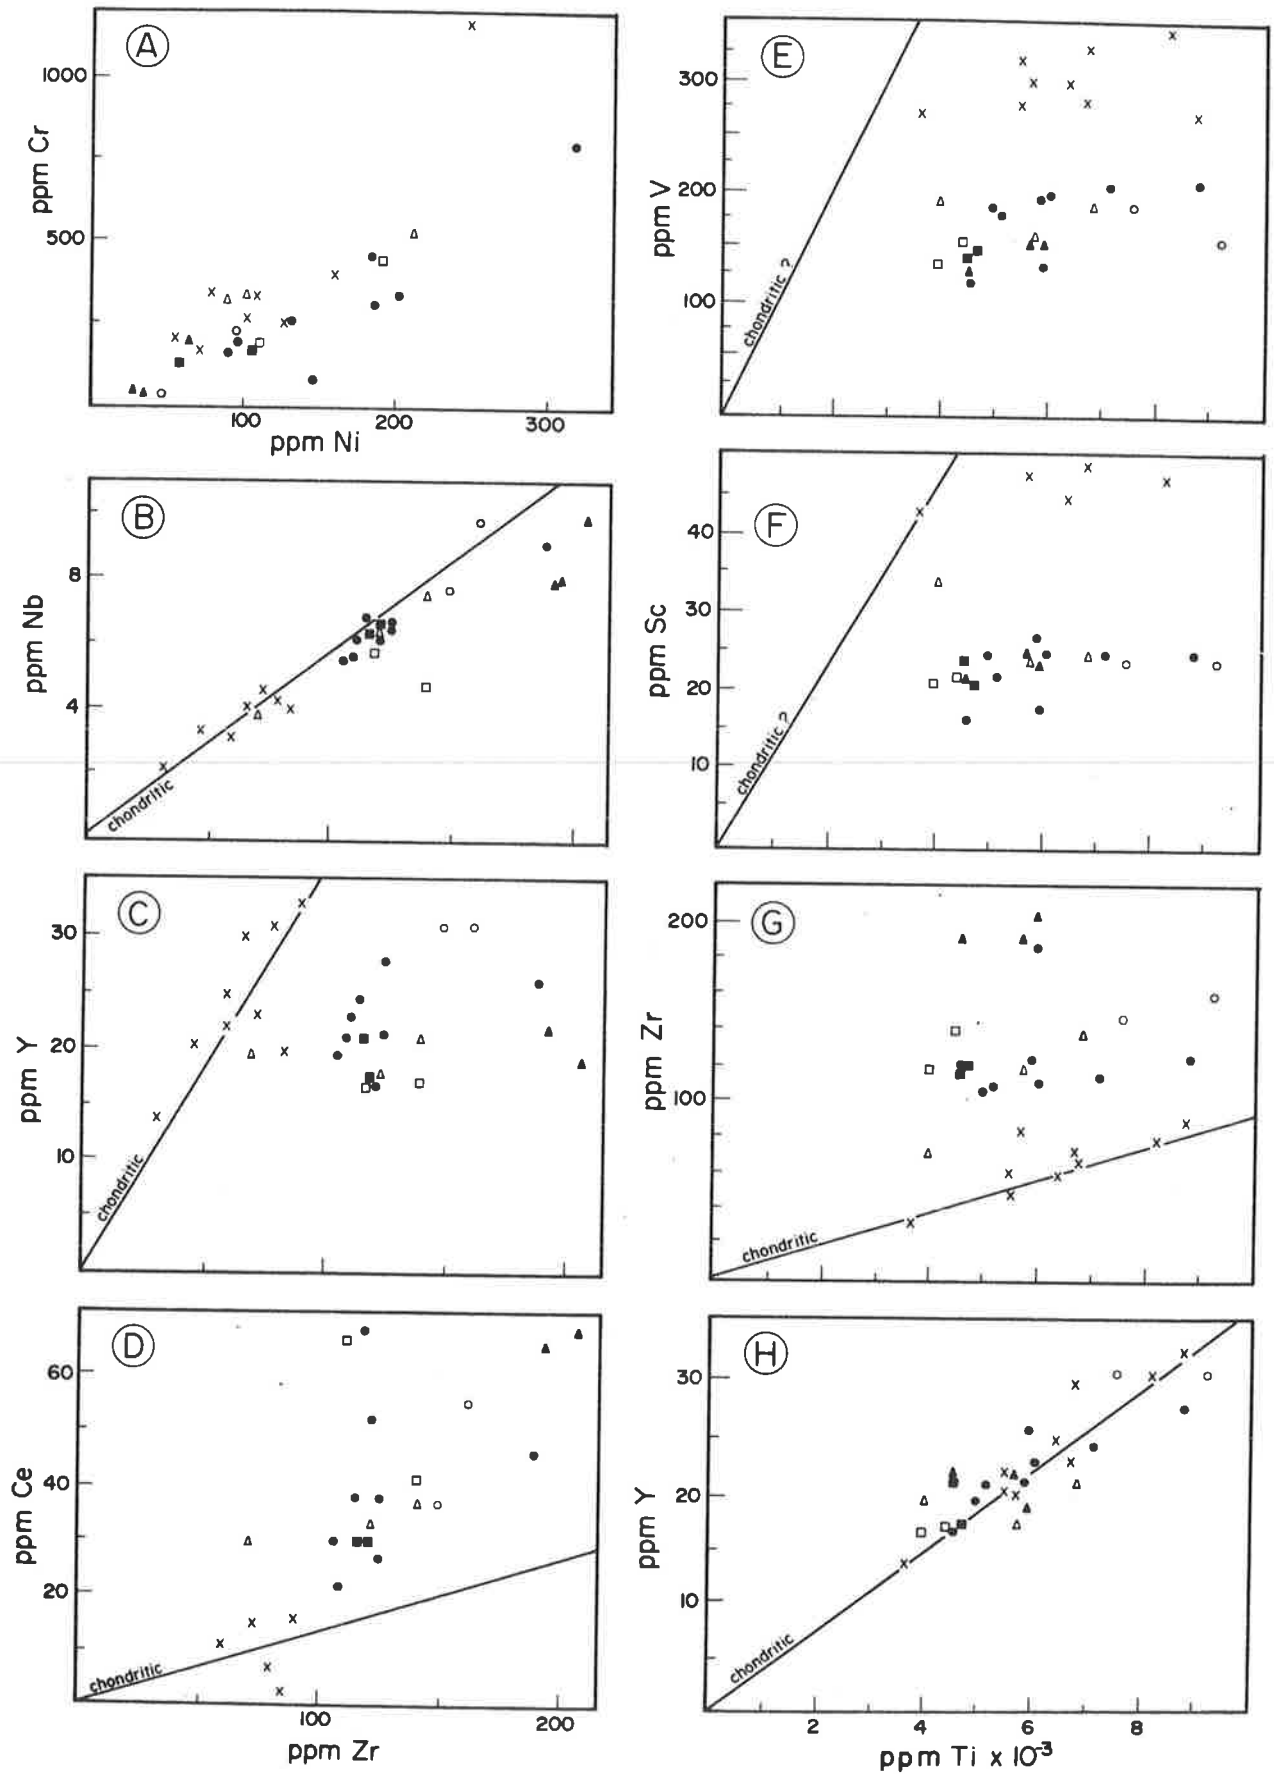 A
1000
500
ppm Cr
100
200
300
ppm Ni
B
8
4
ppm Nb
chondritic
C
30
20
10
ppm Y
chondritic
D
60
40
20
ppm Ce
chondritic
100
200
ppm Zr
E
300
200
100
ppm V
chondritic ?
F
40
30
20
10
ppm Sc
chondritic ?
G
200
100
ppm Zr
chondritic
H
30
20
10
ppm Y
chondritic
2
4
6
8
ppm Ti x 10⁻³